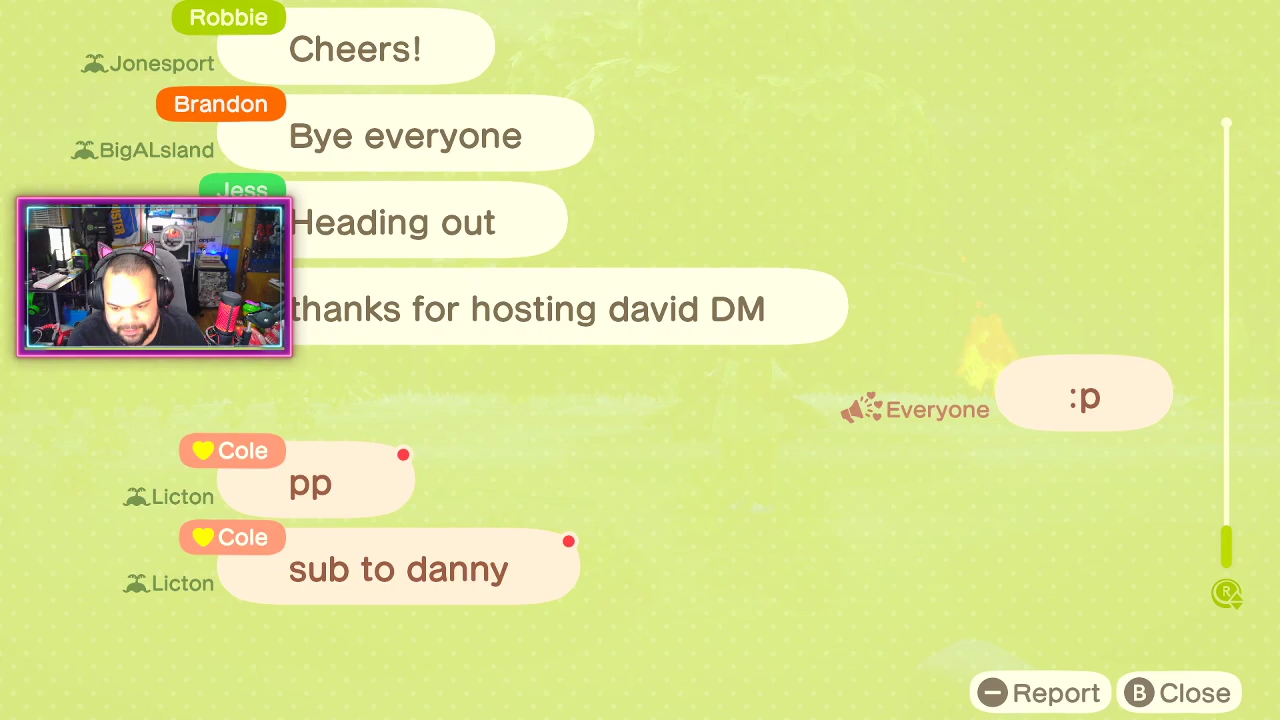 Robbie
Cheers!
Jonesport
Brandon
Bye everyone
BigALsland
Jess
Heading out
thanks for hosting david DM
:p
Everyone
Cole
pp
Licton
Cole
sub to danny
Licton
R
Report
B Close